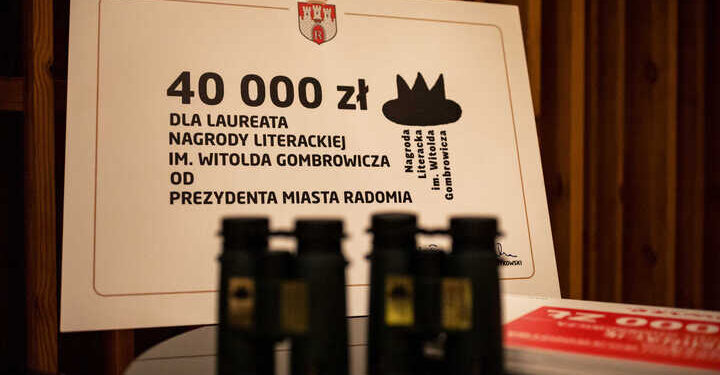 R
40 000 zł
DLA LAUREATA
NAGRODY LITERACKIEJ
IM. WITOLDA GOMBROWICZA
OD
PREZYDENTA MIASTA RADOMIA
Nagroda
Literacka
im. Witolda
Gombrowicza